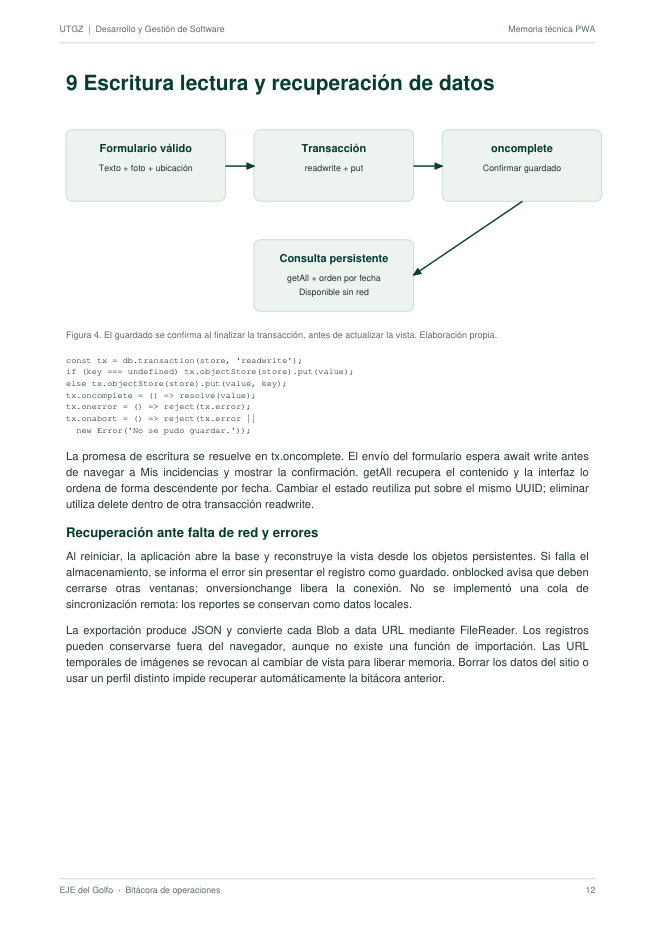 UTGZ | Desarrollo y Gestión de Software
Memoria técnica PWA
9 Escritura lectura y recuperación de datos
Formulario válido
Texto + foto + ubicación
Transacción
readwrite + put
oncomplete
Confirmar guardado
Consulta persistente
getAll + orden por fecha
Disponible sin red
Figura 4. El guardado se confirma al finalizar la transacción, antes de actualizar la vista. Elaboración propia.
const tx = db.transaction(store, 'readwrite');
if (key === undefined) tx.objectStore(store).put(value);
else tx.objectStore(store).put(value, key);
tx.oncomplete = () => resolve(value);
tx.onerror = () => reject(tx.error);
tx.onabort = () => reject(tx.error ||
  new Error('No se pudo guardar.'));
La promesa de escritura se resuelve en tx.oncomplete. El envío del formulario espera await write antes
de navegar a Mis incidencias y mostrar la confirmación. getAll recupera el contenido y la interfaz lo
ordena de forma descendente por fecha. Cambiar el estado reutiliza put sobre el mismo UUID; eliminar
utiliza delete dentro de otra transacción readwrite.
Recuperación ante falta de red y errores
Al reiniciar, la aplicación abre la base y reconstruye la vista desde los objetos persistentes. Si falla el
almacenamiento, se informa el error sin presentar el registro como guardado. onblocked avisa que deben
cerrarse otras ventanas; onversionchange libera la conexión. No se implementó una cola de
sincronización remota: los reportes se conservan como datos locales.
La exportación produce JSON y convierte cada Blob a data URL mediante FileReader. Los registros
pueden conservarse fuera del navegador, aunque no existe una función de importación. Las URL
temporales de imágenes se revocan al cambiar de vista para liberar memoria. Borrar los datos del sitio o
usar un perfil distinto impide recuperar automáticamente la bitácora anterior.
EJE del Golfo · Bitácora de operaciones
12